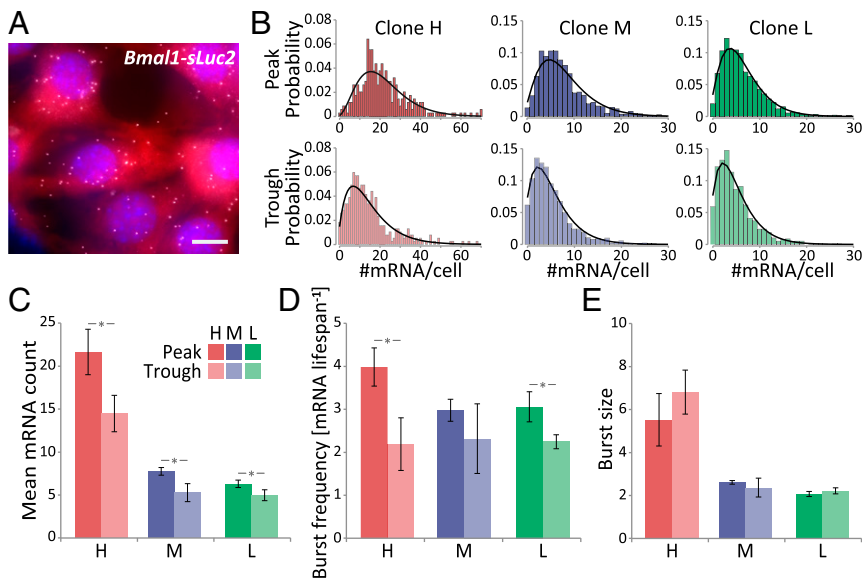 A
Bmal1-sLuc2
B
Clone H
Clone M
Clone L
Peak
Probability
0.08
0.06
0.04
0.02
0
0 20 40 60
0.15
0.1
0.05
0
0 10 20 30
0.15
0.1
0.05
0
0 10 20 30
Trough
Probability
0.08
0.06
0.04
0.02
0
0 20 40 60
0.15
0.1
0.05
0
0 10 20 30
0.15
0.1
0.05
0
0 10 20 30
#mRNA/cell
#mRNA/cell
#mRNA/cell
C
Mean mRNA count
25
20
15
10
5
0
H M L
Peak
Trough
*
*
*
H M L
D
Burst frequency [mRNA lifespan⁻¹]
5
4
3
2
1
0
*
*
H M L
E
Burst size
10
8
6
4
2
0
H M L